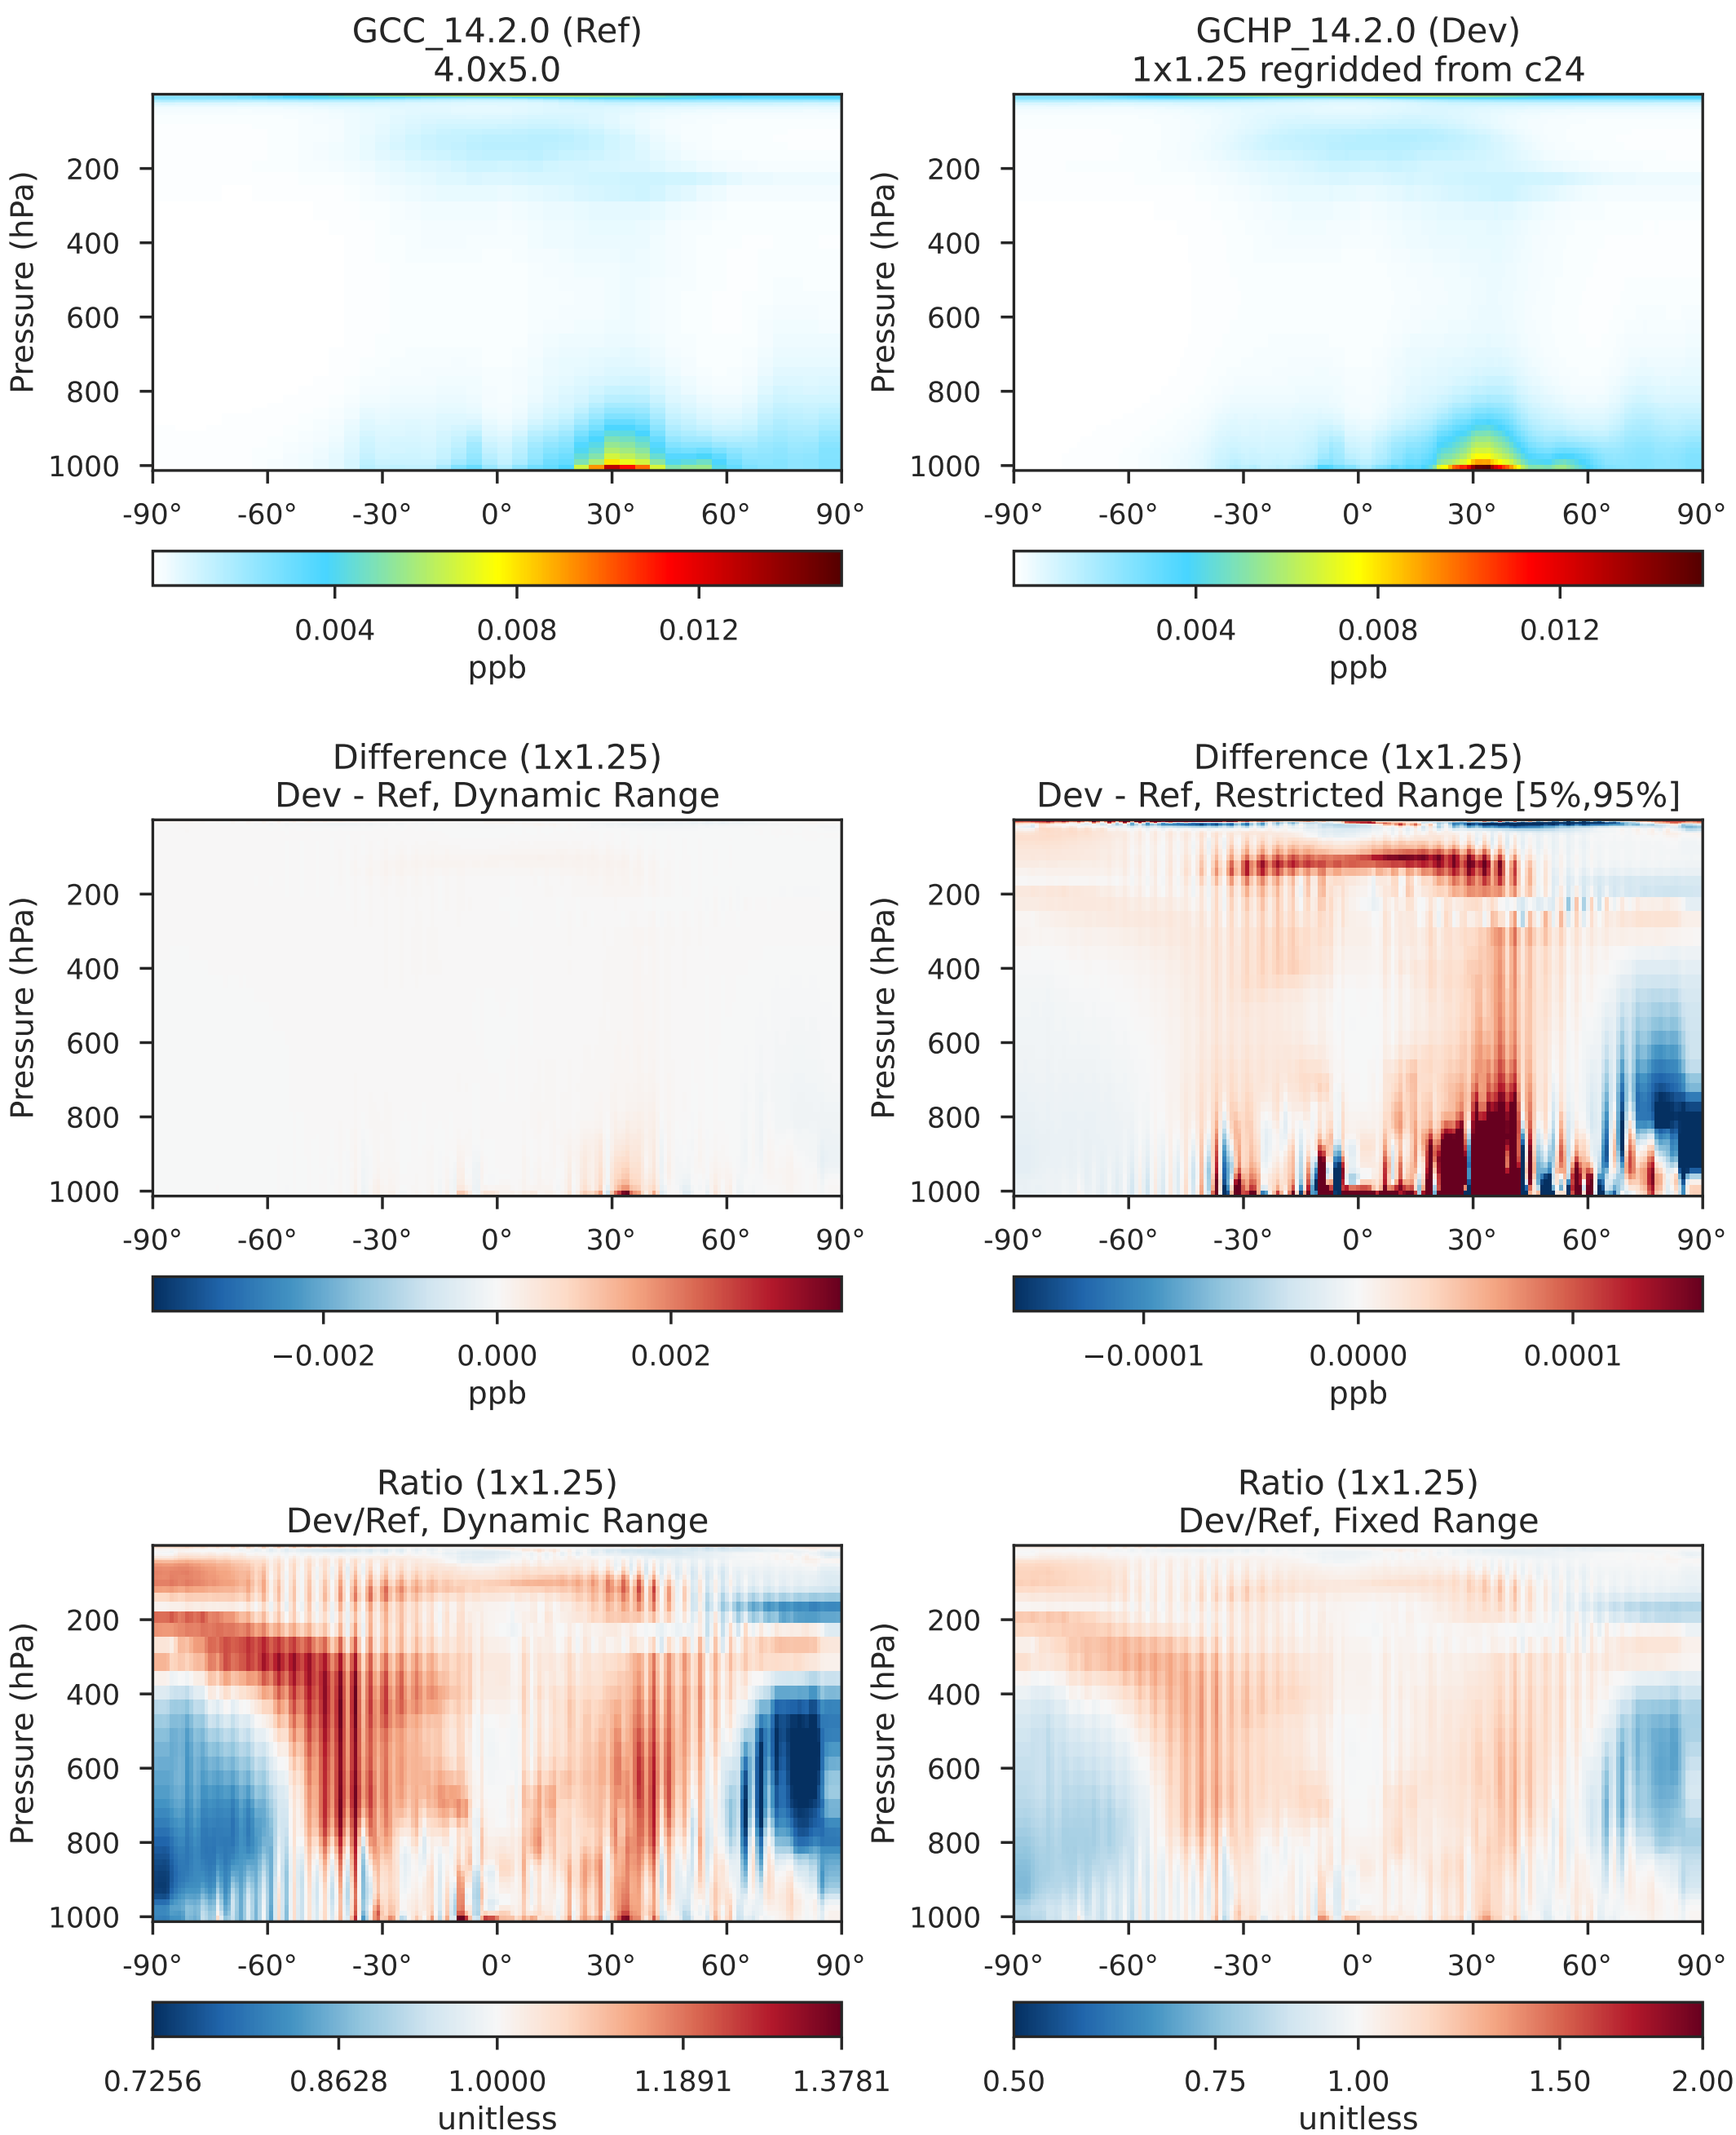 GCC_14.2.0 (Ref)
4.0x5.0
Pressure (hPa)
200
400
600
800
1000
-90° -60° -30° 0° 30° 60° 90°
0.004 0.008 0.012
ppb
GCHP_14.2.0 (Dev)
1x1.25 regridded from c24
Pressure (hPa)
200
400
600
800
1000
-90° -60° -30° 0° 30° 60° 90°
0.004 0.008 0.012
ppb
Difference (1x1.25)
Dev - Ref, Dynamic Range
Pressure (hPa)
200
400
600
800
1000
-90° -60° -30° 0° 30° 60° 90°
−0.002 0.000 0.002
ppb
Difference (1x1.25)
Dev - Ref, Restricted Range [5%,95%]
Pressure (hPa)
200
400
600
800
1000
-90° -60° -30° 0° 30° 60° 90°
−0.0001 0.0000 0.0001
ppb
Ratio (1x1.25)
Dev/Ref, Dynamic Range
Pressure (hPa)
200
400
600
800
1000
-90° -60° -30° 0° 30° 60° 90°
0.7256 0.8628 1.0000 1.1891 1.3781
unitless
Ratio (1x1.25)
Dev/Ref, Fixed Range
Pressure (hPa)
200
400
600
800
1000
-90° -60° -30° 0° 30° 60° 90°
0.50 0.75 1.00 1.50 2.00
unitless